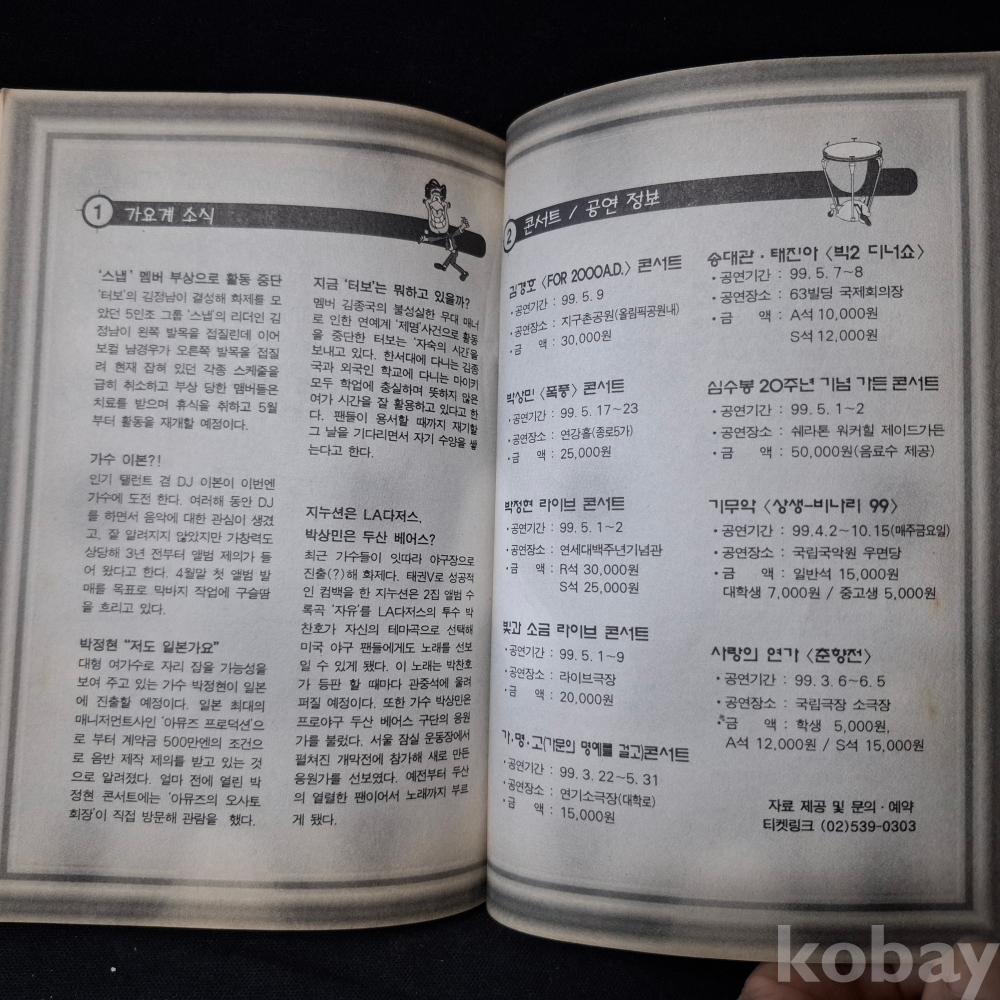 1 가요계 소식
'스냅' 멤버 부상으로 활동 중단
'터보'의 김정남이 결성해 화제를 모
았던 5인조 그룹 '스냅'의 리더인 김
정남이 왼쪽 발목을 접질린데 이어
보컬 남경우가 오른쪽 발목을 접질
려 현재 잡혀 있던 각종 스케줄을
급히 취소하고 부상 당한 맴버들은
치료를 받으며 휴식을 취하고 5월
부터 활동을 재개할 예정이다.
가수 이본?!
인기 탤런트 겸 DJ 이본이 이번엔
가수에 도전 한다. 여러해 동안 DJ
를 하면서 음악에 대한 관심이 생겼
고, 잘 알려지지 않았지만 가창력도
상당해 3년 전부터 앨범 제의가 들
어 왔다고 한다. 4월말 첫 앨범 발
매를 목표로 막바지 작업에 구슬땀
을 흐리고 있다.
박정현 "저도 일본가요"
대형 여가수로 자리 잡을 가능성을
보여 주고 있는 가수 박정현이 일본
에 진출할 예정이다. 일본 최대의
매니저먼트사인 '아뮤즈 프로덕션'으
로 부터 계약금 500만엔의 조건으
로 음반 제작 제의를 받고 있는 것
으로 알려졌다. 얼마 전에 열린 박
정현 콘서트에는 '아뮤즈의 오사토
회장'이 직접 방문해 관람을 했다.
지금 '터보'는 뭐하고 있을까?
멤버 김종국의 불성실한 무대 매너
로 인한 연예계 '제명'사건으로 활동
을 중단한 터보는 '자숙의 시간'을
보내고 있다. 한서대에 다니는 김종
국과 외국인 학교에 다니는 마이키
모두 학업에 충실하며 뜻하지 않은
여가 시간을 잘 활용하고 있다고 한
다. 팬들이 용서할 때까지 재기할
그 날을 기다리면서 자기 수양을 쌓
는다고 한다.
지누션은 LA다저스,
박상민은 두산 베어스?
최근 가수들이 잇따라 야구장으로
진출(?)해 화제다. 태권V로 성공적
인 컴백을 한 지누션은 2집 앨범 수
록곡 '자유'를 LA다저스의 투수 박
찬호가 자신의 테마곡으로 선택해
미국 야구 팬들에게도 노래를 선보
일 수 있게 됐다. 이 노래는 박찬호
가 등판 할 때마다 관중석에 울려
퍼질 예정이다. 또한 가수 박상민은
프로야구 두산 베어스 구단의 응원
가를 불렀다. 서울 잠실 운동장에서
펼쳐진 개막전에 참가해 새로 만든
응원가를 선보였다. 예전부터 두산
의 열렬한 팬이어서 노래까지 부르
게 됐다.
2 콘서트 / 공연 정보
김경호 〈FOR 2000A.D.〉 콘서트
·공연기간 : 99. 5. 9
·공연장소 : 지구촌공원(올림픽공원내)
·금 액 : 30,000원
박상민 〈폭풍〉 콘서트
·공연기간 : 99. 5. 17~23
·공연장소 : 연강홀(종로5가)
·금 액 : 25,000원
박정현 라이브 콘서트
·공연기간 : 99. 5. 1~2
·공연장소 : 연세대백주년기념관
·금 액 : R석 30,000원
S석 25,000원
빛과 소금 라이브 콘서트
·공연기간 : 99. 5. 1~9
·공연장소 : 라이브극장
·금 액 : 20,000원
가·명·고(가문의 명예를 걸고)콘서트
·공연기간 : 99. 3. 22~5. 31
·공연장소 : 연기소극장(대학로)
·금 액 : 15,000원
송대관·태진아 〈빅2 디너쇼〉
·공연기간 : 99. 5. 7~8
·공연장소 : 63빌딩 국제회의장
·금 액 : A석 10,000원
S석 12,000원
심수봉 20주년 기념 가든 콘서트
·공연기간 : 99. 5. 1~2
·공연장소 : 쉐라톤 워커힐 제이드가든
·금 액 : 50,000원(음료수 제공)
기무악 〈상생-비나리 99〉
·공연기간 : 99.4. 2~10.15(매주금요일)
·공연장소 : 국립국악원 우면당
·금 액 : 일반석 15,000원
대학생 7,000원 / 중고생 5,000원
사랑의 연가 〈춘향전〉
·공연기간 : 99. 3. 6~6. 5
·공연장소 : 국립극장 소극장
·금 액 : 학생 5,000원,
A석 12,000원 / S석 15,000원
자료 제공 및 문의·예약
티켓링크 (02)539-0303
kobay